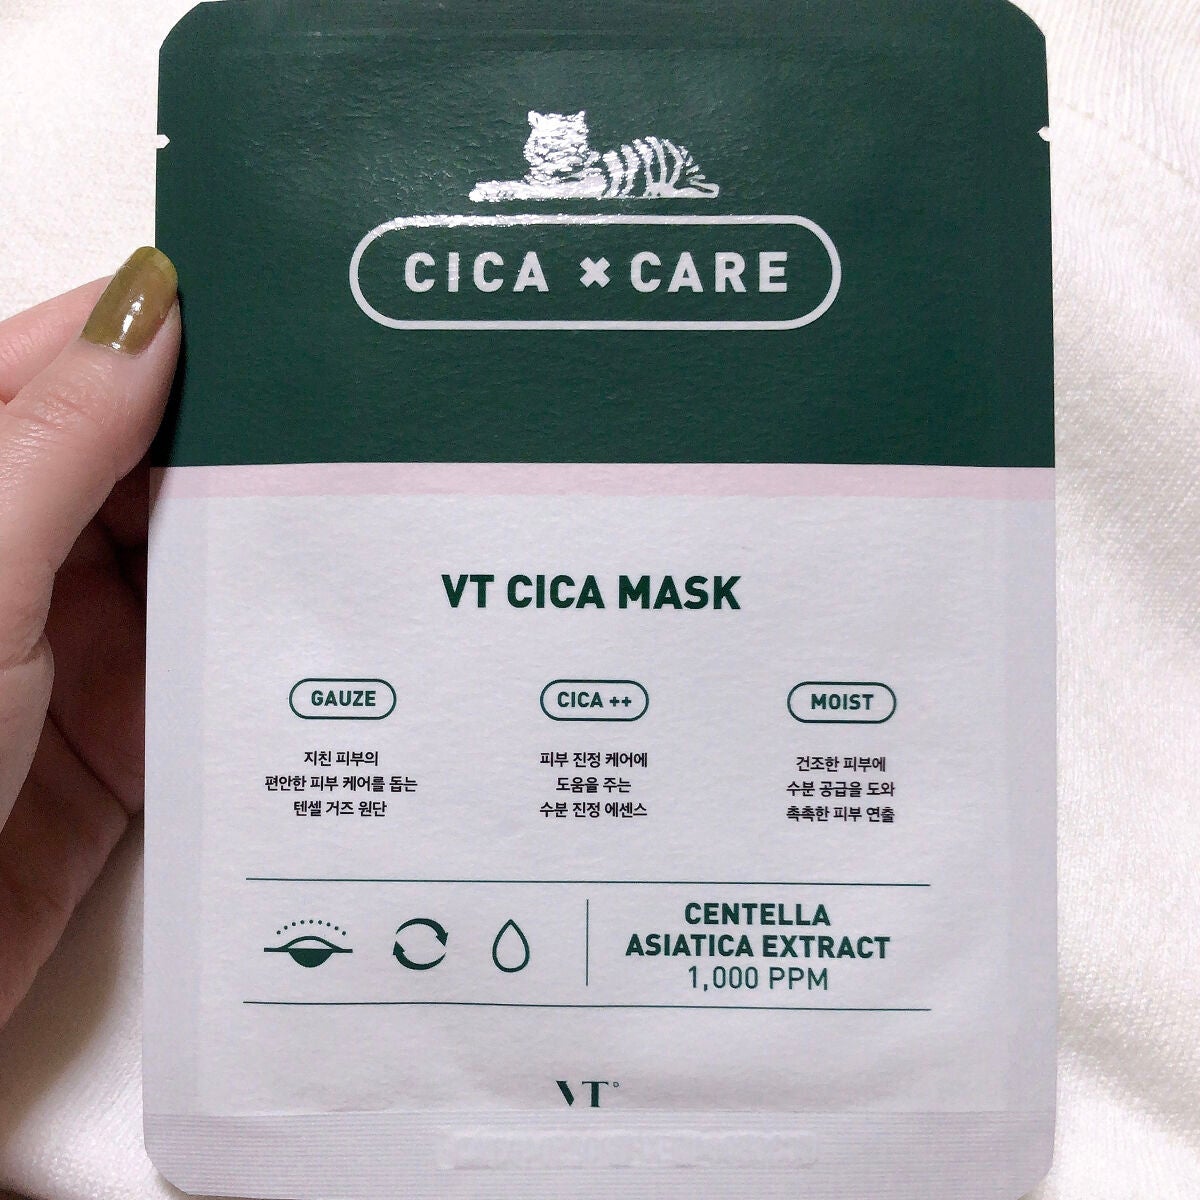 CICA × CARE
VT CICA MASK
GAUZE
지친 피부의
편안한 피부 케어를 돕는
텐셀 거즈 원단
CICA ++
피부 진정 케어에
도움을 주는
수분 진정 에센스
MOIST
건조한 피부에
수분 공급을 도와
촉촉한 피부 연출
CENTELLA
ASIATICA EXTRACT
1,000 PPM
VT